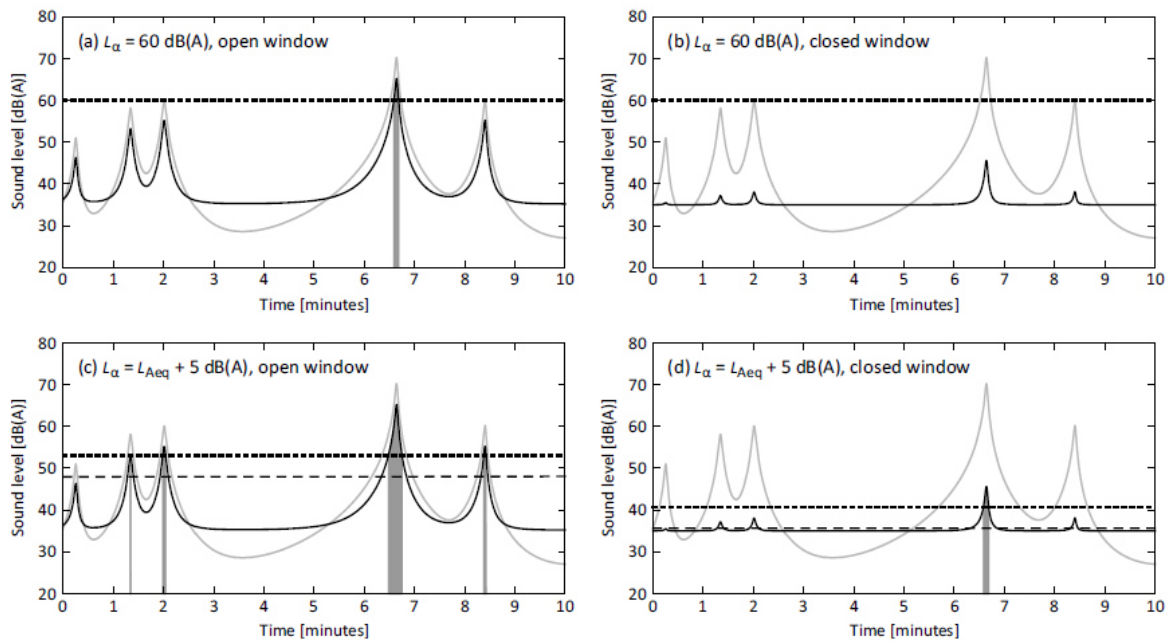 (a) Lα = 60 dB(A), open window
Sound level [dB(A)]
80
70
60
50
40
30
20
0 1 2 3 4 5 6 7 8 9 10
Time [minutes]
(b) Lα = 60 dB(A), closed window
Sound level [dB(A)]
80
70
60
50
40
30
20
0 1 2 3 4 5 6 7 8 9 10
Time [minutes]
(c) Lα = LAeq + 5 dB(A), open window
Sound level [dB(A)]
80
70
60
50
40
30
20
0 1 2 3 4 5 6 7 8 9 10
Time [minutes]
(d) Lα = LAeq + 5 dB(A), closed window
Sound level [dB(A)]
80
70
60
50
40
30
20
0 1 2 3 4 5 6 7 8 9 10
Time [minutes]